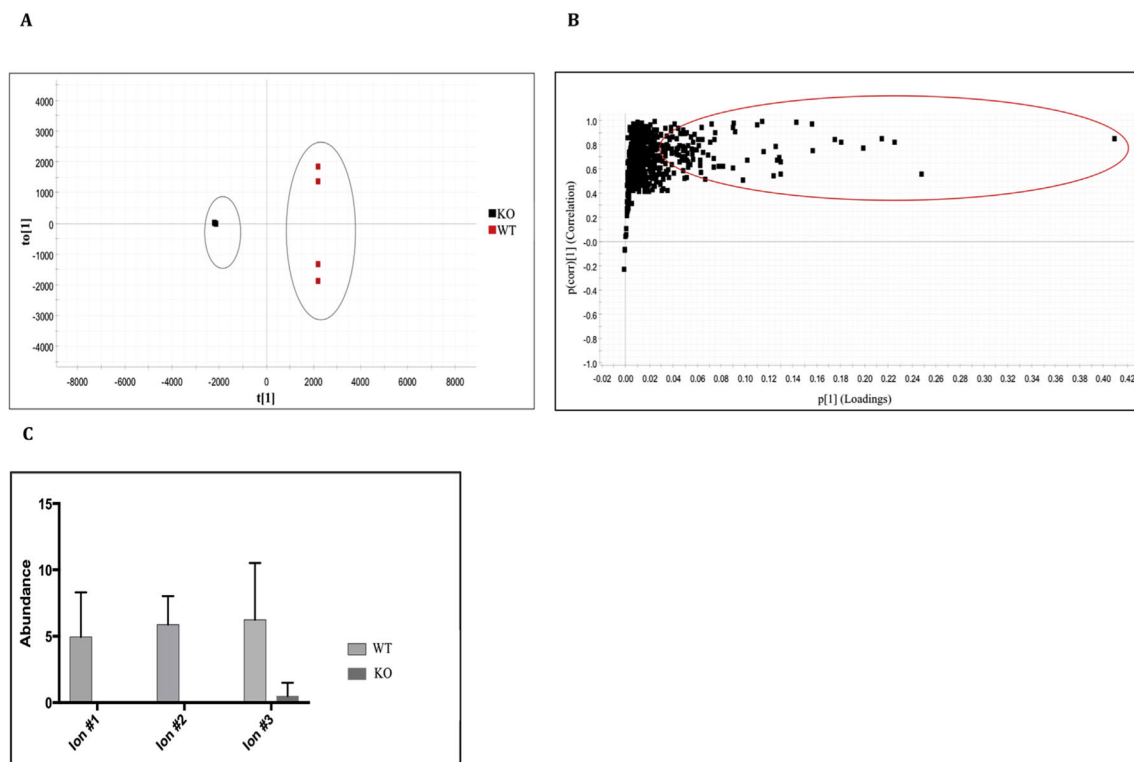 A
4000
3000
2000
1000
0
-1000
-2000
-3000
-4000
to[1]
-8000 -6000 -4000 -2000 0 2000 4000 6000 8000
t[1]
KO
WT
B
1.0
0.8
0.6
0.4
0.2
-0.0
-0.2
-0.4
-0.6
-0.8
-1.0
p(corr)[1] (Correlation)
-0.02 0.00 0.02 0.04 0.06 0.08 0.10 0.12 0.14 0.16 0.18 0.20 0.22 0.24 0.26 0.28 0.30 0.32 0.34 0.36 0.38 0.40 0.42
p[1] (Loadings)
C
15
10
5
0
Abundance
Ion #1 Ion #2 Ion #3
WT
KO